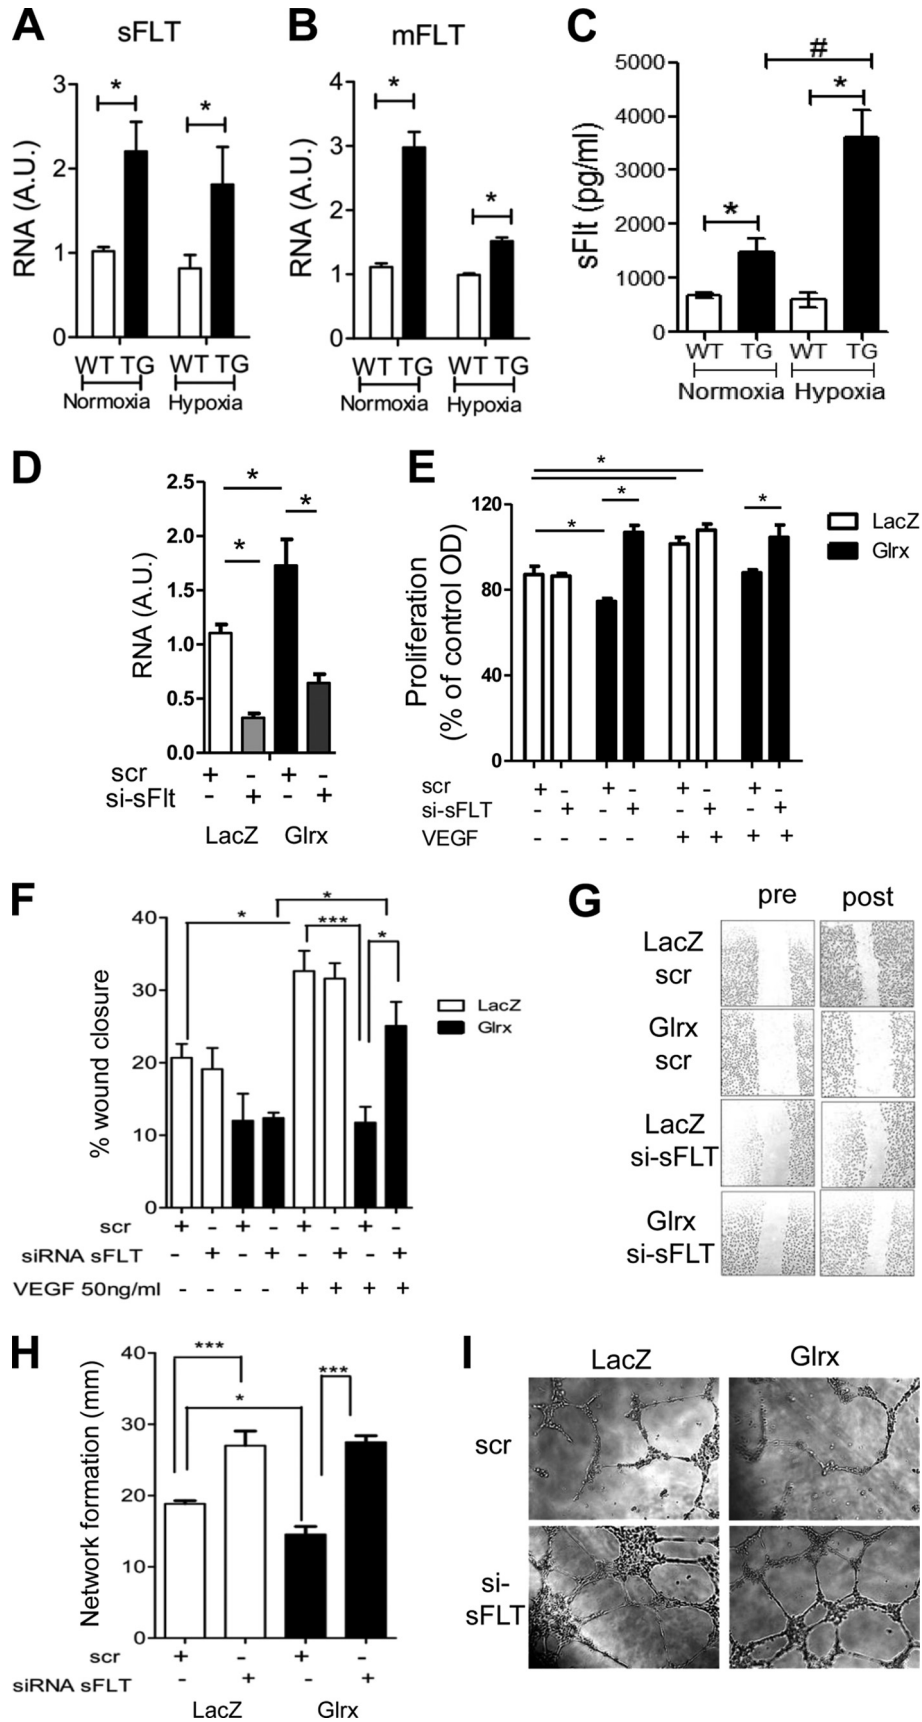 A
sFLT
RNA (A.U.)
3
2
1
0
*
*
WT TG WT TG
Normoxia Hypoxia
B
mFLT
RNA (A.U.)
4
3
2
1
0
*
*
WT TG WT TG
Normoxia Hypoxia
C
sFlt (pg/ml)
5000
4000
3000
2000
1000
0
#
*
*
WT TG WT TG
Normoxia Hypoxia
D
RNA (A.U.)
2.5
2.0
1.5
1.0
0.5
0.0
*
*
*
scr + - + -
si-sFlt - + - +
LacZ Glrx
E
Proliferation
(% of control OD)
120
80
40
0
*
*
*
*
LacZ
Glrx
scr + - + - + - + -
si-sFLT - + - + - + - +
VEGF - - - - + + + +
F
% wound closure
40
30
20
10
0
*
*
***
*
LacZ
Glrx
scr + - + - + - + -
siRNA sFLT - + - + - + - +
VEGF 50ng/ml - - - - + + + +
G
pre post
LacZ
scr
Glrx
scr
LacZ
si-sFLT
Glrx
si-sFLT
H
Network formation (mm)
40
30
20
10
0
***
*
***
scr + - + -
siRNA sFLT - + - +
LacZ Glrx
I
LacZ Glrx
scr
si-
sFLT